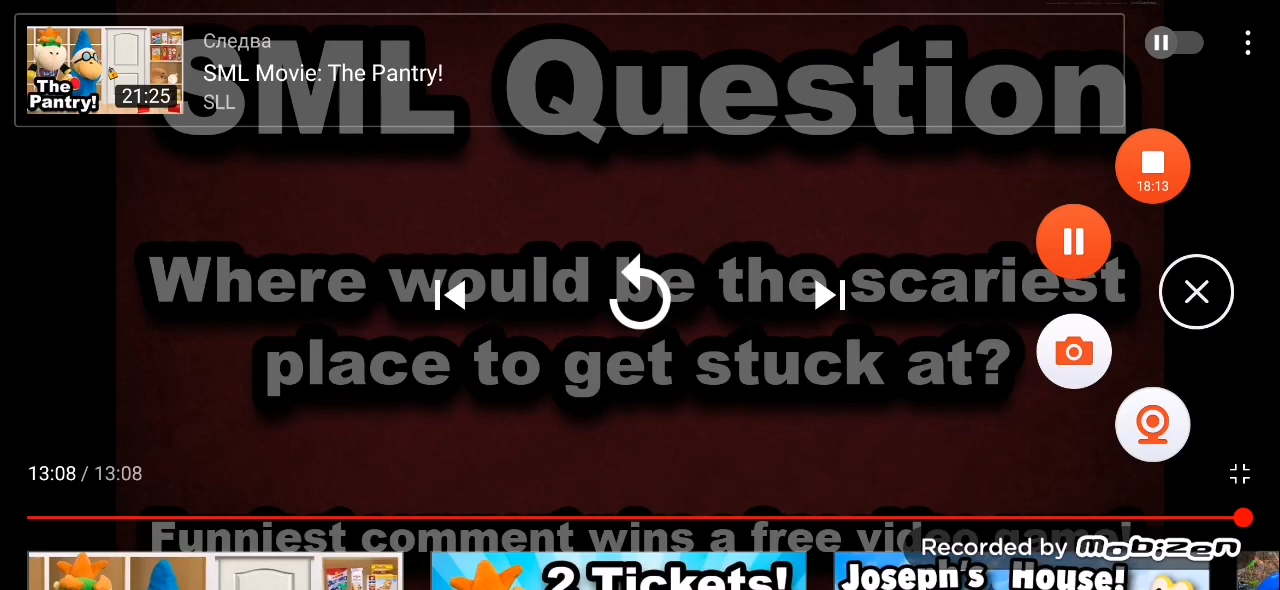 Следва
SML Movie: The Pantry!
SLL
The
Pantry!
21:25
SML Question
18:13
Where would be the scariest
place to get stuck at?
13:08 / 13:08
Funniest comment wins a free video game!
Recorded by mobizen
2 Tickets!
Joseph's House!